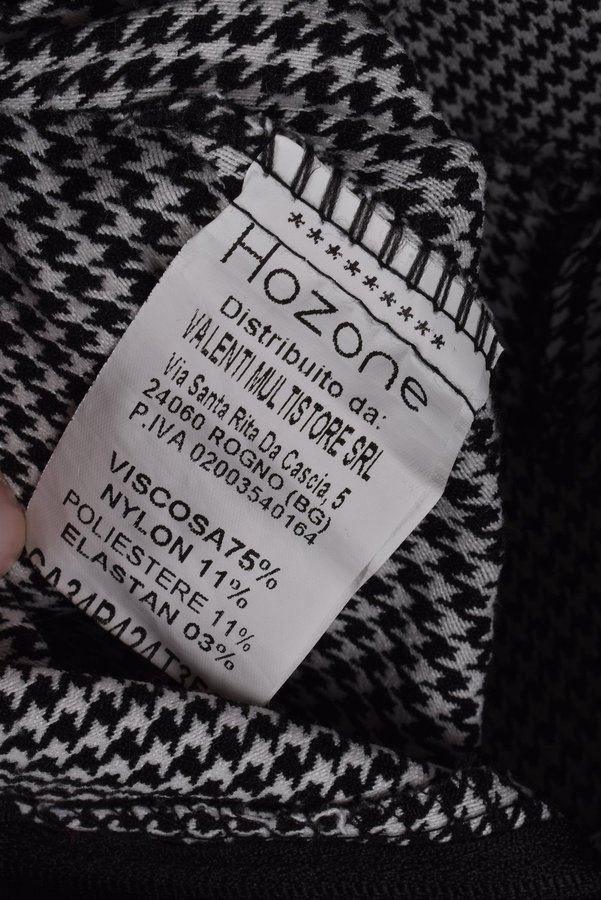 **********
Hozone
Distribuito da:
VALENTI MULTISTORE SRL
Via Santa Rita Da Cascia, 5
24060 ROGNO (BG)
P.IVA 02003540164
VISCOSA75%
NYLON 11%
POLIESTERE 11%
ELASTAN 03%